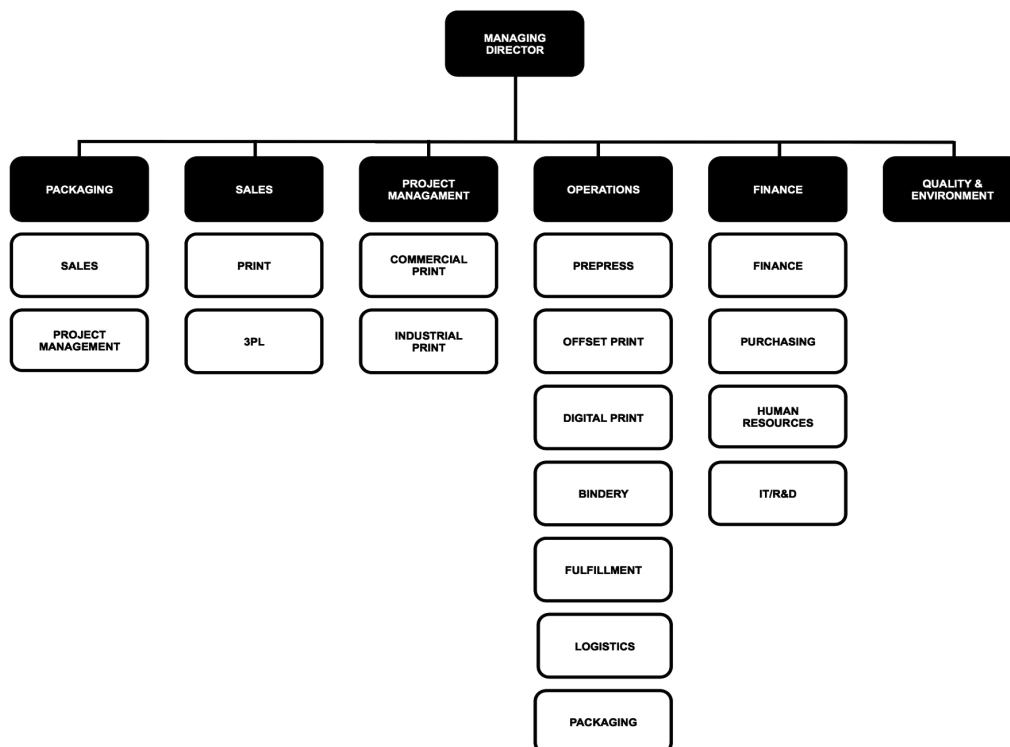 MANAGING
DIRECTOR
PACKAGING
SALES
PROJECT
MANAGAMENT
OPERATIONS
FINANCE
QUALITY &
ENVIRONMENT
SALES
PRINT
COMMERCIAL
PRINT
PREPRESS
FINANCE
PROJECT
MANAGEMENT
3PL
INDUSTRIAL
PRINT
OFFSET PRINT
PURCHASING
DIGITAL PRINT
HUMAN
RESOURCES
BINDERY
IT/R&D
FULFILLMENT
LOGISTICS
PACKAGING